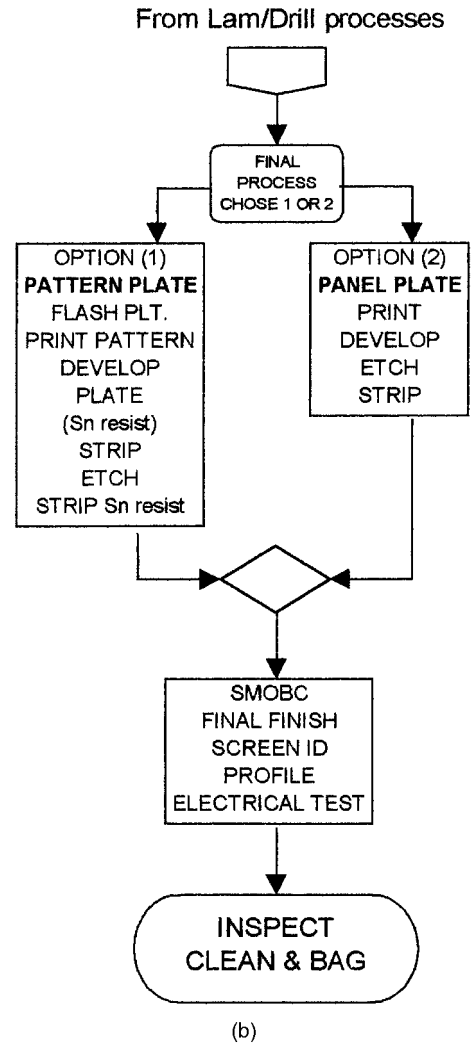 From Lam/Drill processes
FINAL
PROCESS
CHOSE 1 OR 2
OPTION (1)
PATTERN PLATE
FLASH PLT.
PRINT PATTERN
DEVELOP
PLATE
(Sn resist)
STRIP
ETCH
STRIP Sn resist
OPTION (2)
PANEL PLATE
PRINT
DEVELOP
ETCH
STRIP
SMOBC
FINAL FINISH
SCREEN ID
PROFILE
ELECTRICAL TEST
INSPECT
CLEAN & BAG
(b)